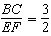 BC/EF = 3/2